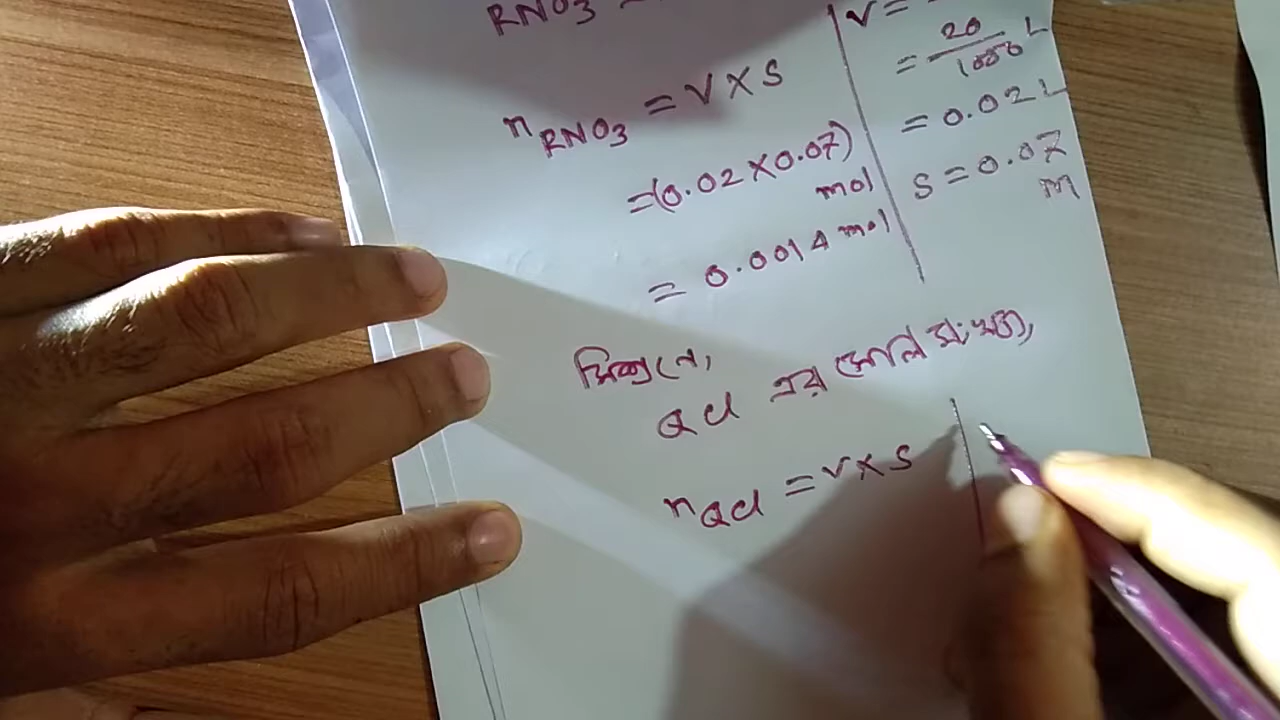 RNO3
n RNO3 = V X S
= (0.02 X 0.07) mol
= 0.0014 mol
V =
= 20/1000 L
= 0.02 L
S = 0.07 M
মিশ্রণে,
QCl এর মোল সংখ্যা,
n QCl = V X S